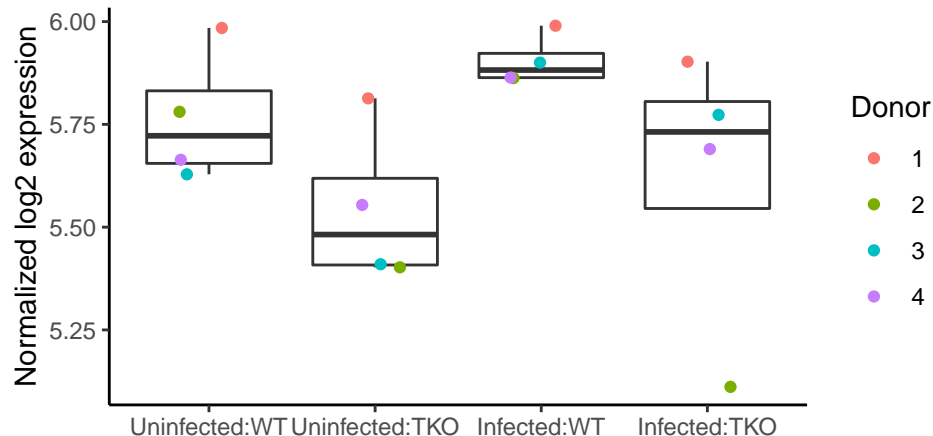 Normalized log2 expression
6.00
5.75
5.50
5.25
Uninfected:WT Uninfected:TKO Infected:WT Infected:TKO
Donor
1
2
3
4